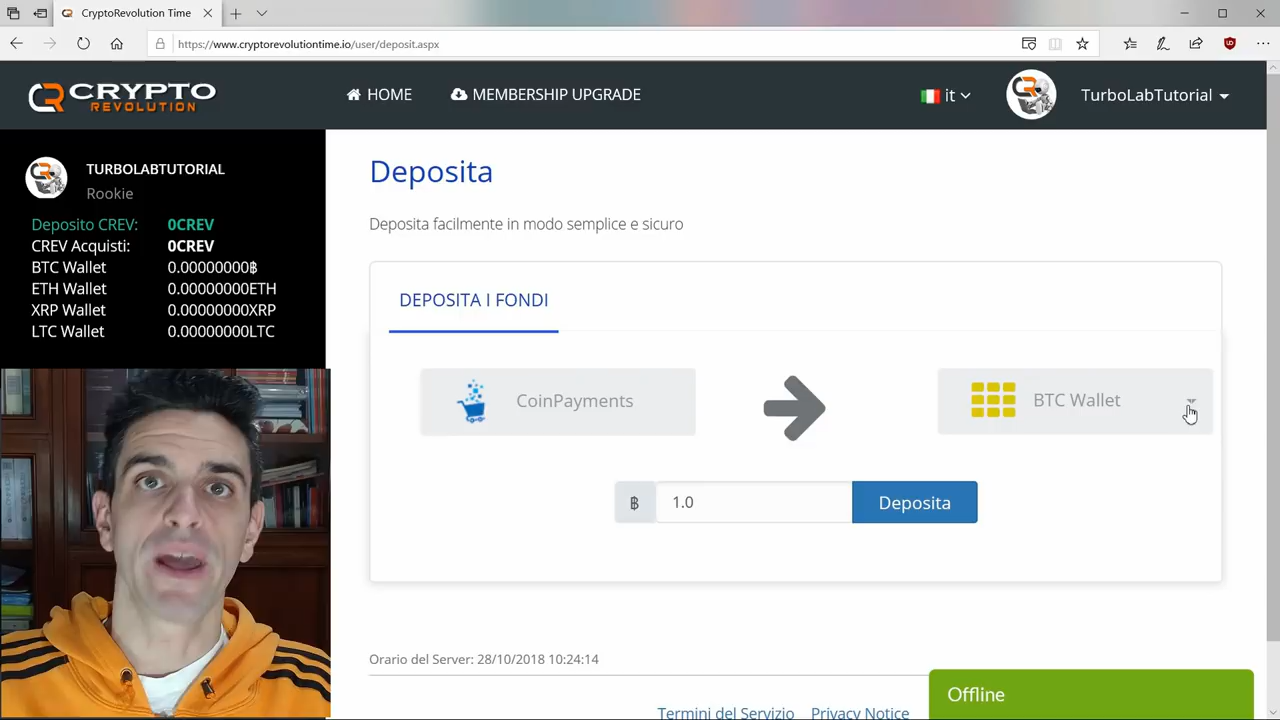 CryptoRevolution Time
https://www.cryptorevolutiontime.io/user/deposit.aspx
CRYPTO
REVOLUTION
HOME
MEMBERSHIP UPGRADE
it
TurboLabTutorial
TURBOLABTUTORIAL
Rookie
Deposito CREV: 0CREV
CREV Acquisti: 0CREV
BTC Wallet 0.00000000฿
ETH Wallet 0.00000000ETH
XRP Wallet 0.00000000XRP
LTC Wallet 0.00000000LTC
Deposita
Deposita facilmente in modo semplice e sicuro
DEPOSITA I FONDI
CoinPayments
BTC Wallet
฿ 1.0 Deposita
Orario del Server: 28/10/2018 10:24:14
Termini del Servizio Privacy Notice
Offline